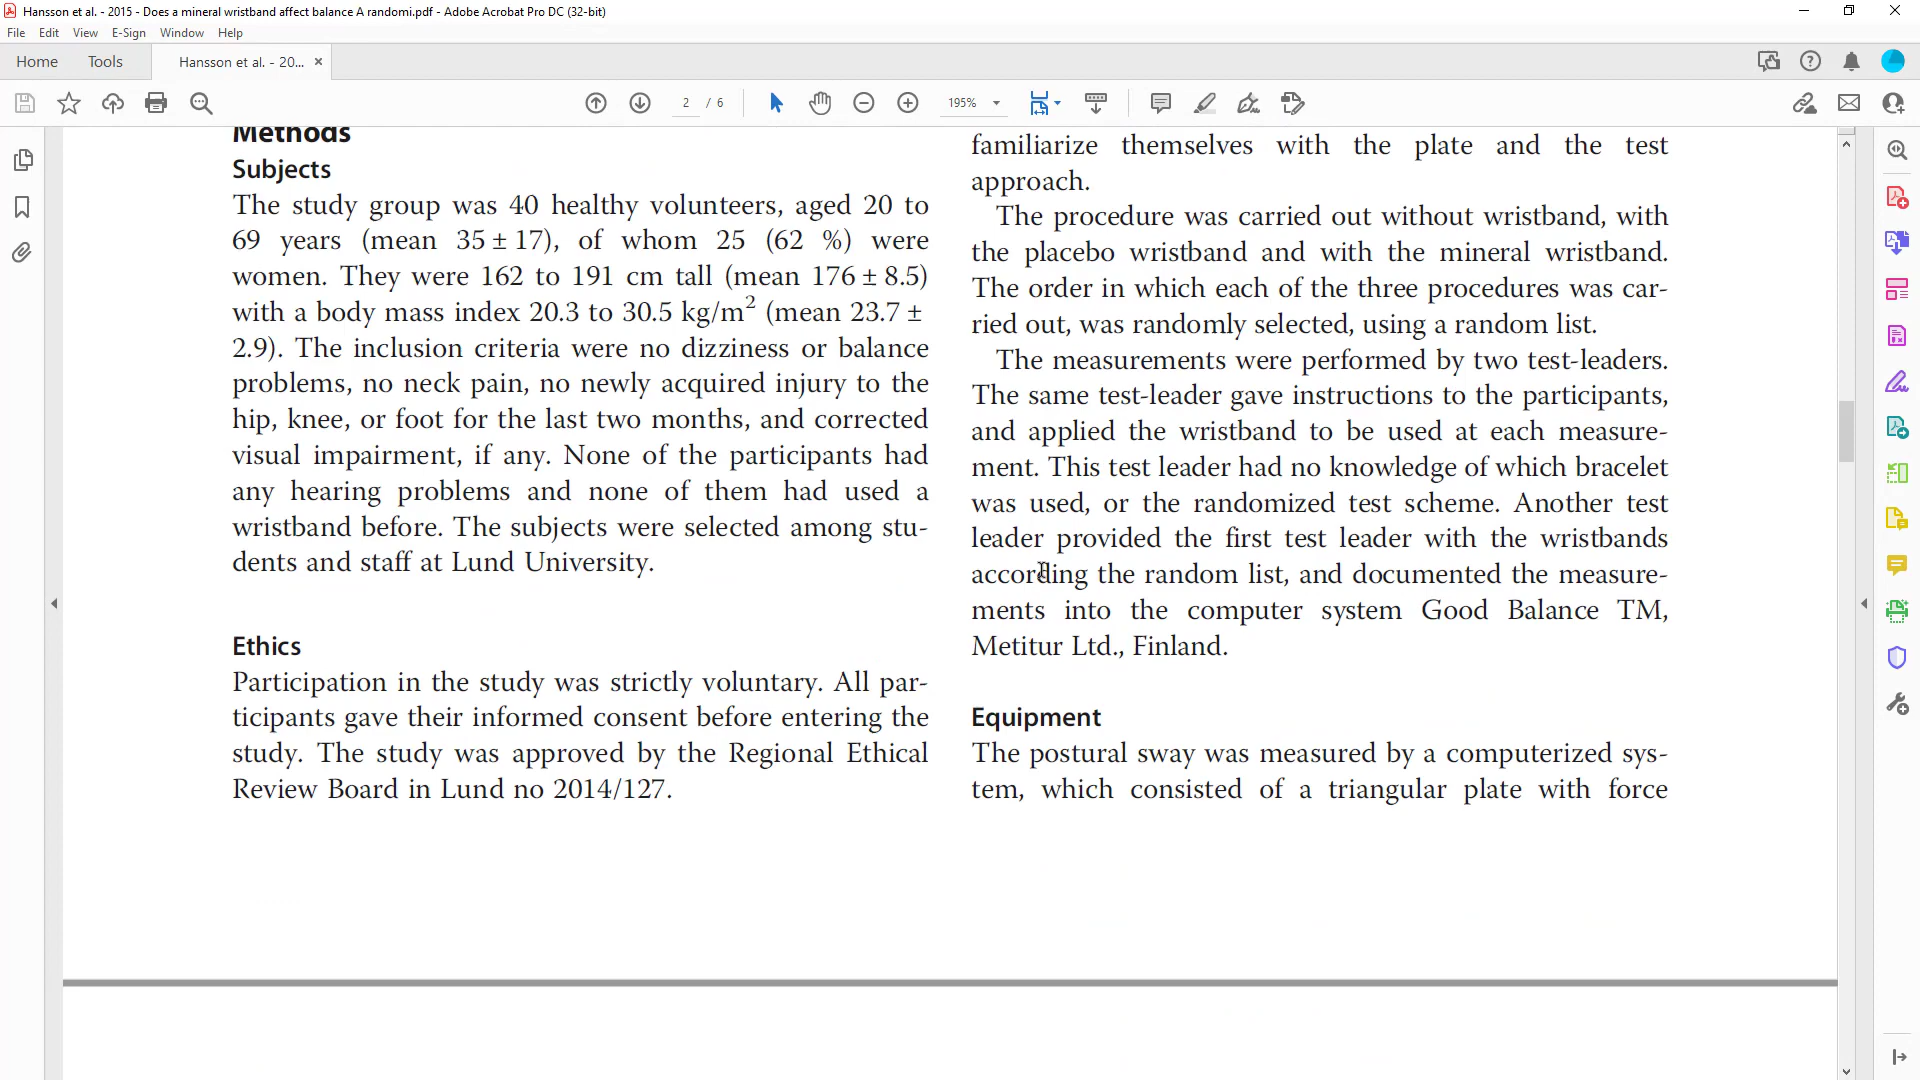 Hansson et al. - 2015 - Does a mineral wristband affect balance A randomi.pdf - Adobe Acrobat Pro DC (32-bit)
File Edit View E-Sign Window Help
Home Tools Hansson et al. - 20...
2 / 6 195%
Methods
Subjects
The study group was 40 healthy volunteers, aged 20 to
69 years (mean 35 ± 17), of whom 25 (62 %) were
women. They were 162 to 191 cm tall (mean 176 ± 8.5)
with a body mass index 20.3 to 30.5 kg/m² (mean 23.7 ±
2.9). The inclusion criteria were no dizziness or balance
problems, no neck pain, no newly acquired injury to the
hip, knee, or foot for the last two months, and corrected
visual impairment, if any. None of the participants had
any hearing problems and none of them had used a
wristband before. The subjects were selected among stu-
dents and staff at Lund University.
Ethics
Participation in the study was strictly voluntary. All par-
ticipants gave their informed consent before entering the
study. The study was approved by the Regional Ethical
Review Board in Lund no 2014/127.
familiarize themselves with the plate and the test
approach.
The procedure was carried out without wristband, with
the placebo wristband and with the mineral wristband.
The order in which each of the three procedures was car-
ried out, was randomly selected, using a random list.
The measurements were performed by two test-leaders.
The same test-leader gave instructions to the participants,
and applied the wristband to be used at each measure-
ment. This test leader had no knowledge of which bracelet
was used, or the randomized test scheme. Another test
leader provided the first test leader with the wristbands
according the random list, and documented the measure-
ments into the computer system Good Balance TM,
Metitur Ltd., Finland.
Equipment
The postural sway was measured by a computerized sys-
tem, which consisted of a triangular plate with force